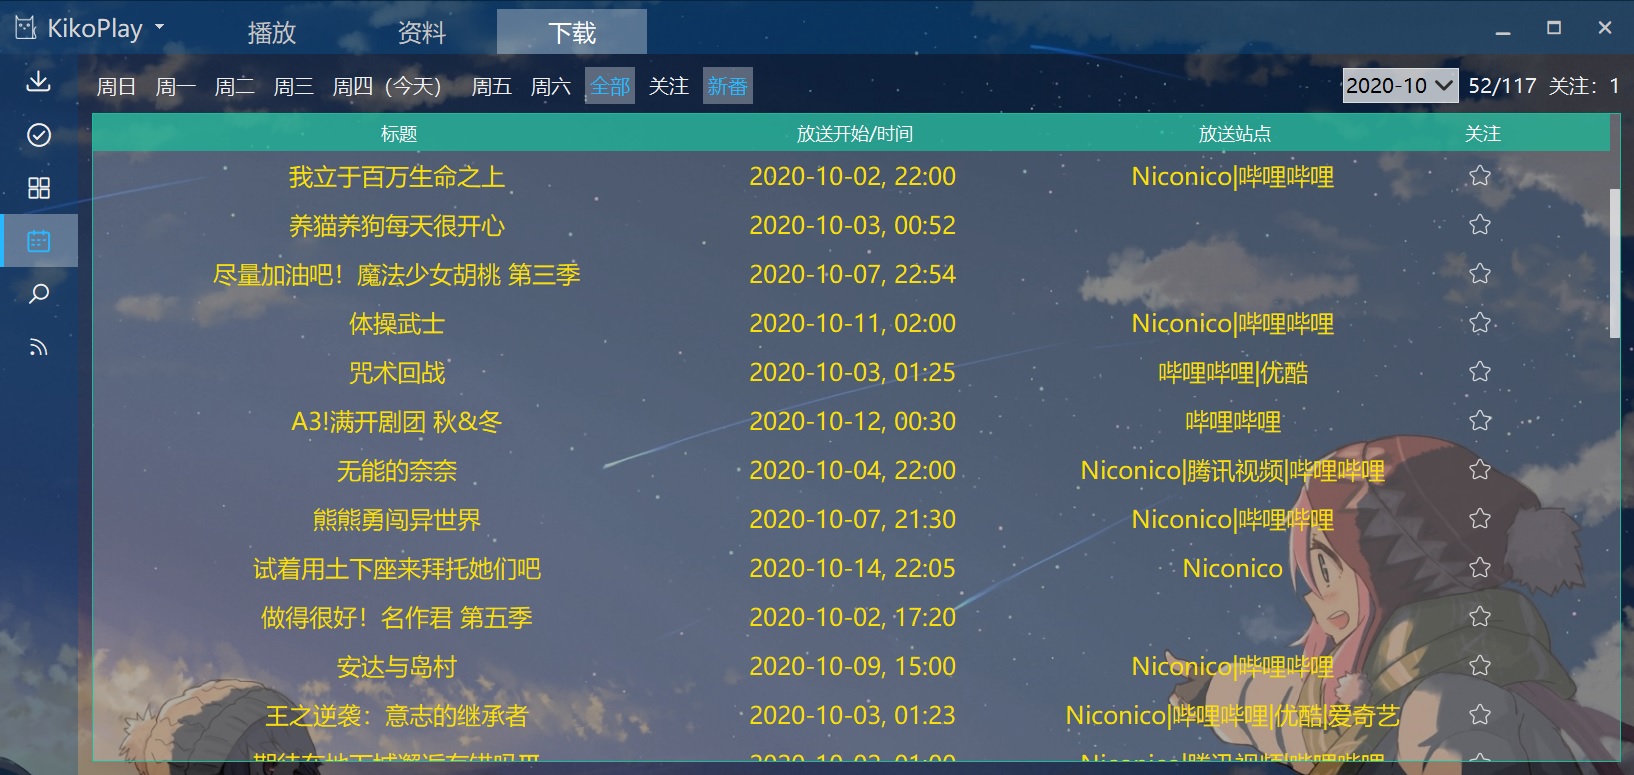 KikoPlay 播放 资料 下载
周日 周一 周二 周三 周四（今天） 周五 周六 全部 关注 新番 2020-10 52/117 关注：1
标题 放送开始/时间 放送站点 关注
我立于百万生命之上 2020-10-02, 22:00 Niconico|哔哩哔哩
养猫养狗每天很开心 2020-10-03, 00:52
尽量加油吧！魔法少女胡桃 第三季 2020-10-07, 22:54
体操武士 2020-10-11, 02:00 Niconico|哔哩哔哩
咒术回战 2020-10-03, 01:25 哔哩哔哩|优酷
A3!满开剧团 秋&冬 2020-10-12, 00:30 哔哩哔哩
无能的奈奈 2020-10-04, 22:00 Niconico|腾讯视频|哔哩哔哩
熊熊勇闯异世界 2020-10-07, 21:30 Niconico|哔哩哔哩
试着用土下座来拜托她们吧 2020-10-14, 22:05 Niconico
做得很好！名作君 第五季 2020-10-02, 17:20
安达与岛村 2020-10-09, 15:00 Niconico|哔哩哔哩
王之逆袭：意志的继承者 2020-10-03, 01:23 Niconico|哔哩哔哩|优酷|爱奇艺